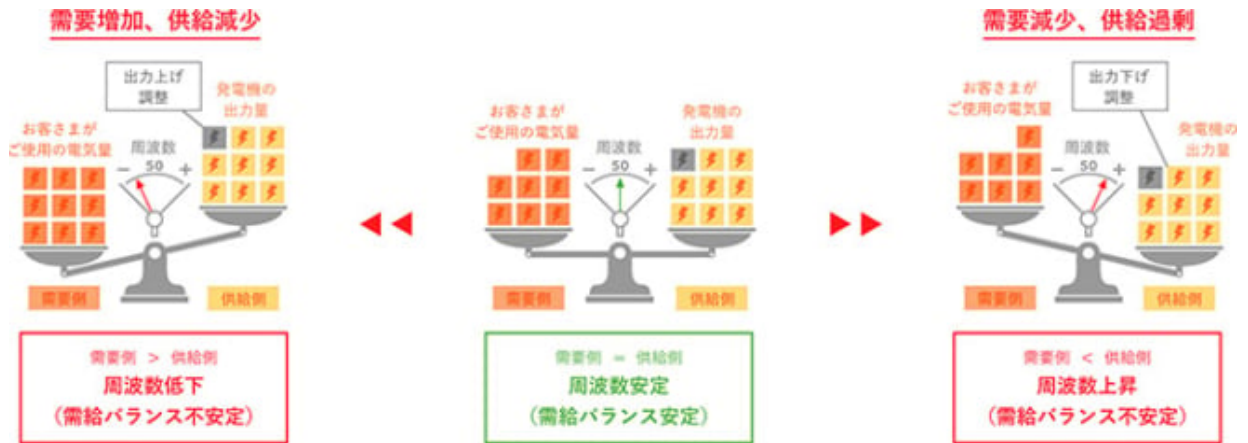 需要増加、供給減少
出力上げ
調整
発電機の
出力量
お客さまが
ご使用の電気量
周波数
- 50 +
需要側
供給側
需要側 > 供給側
周波数低下
(需給バランス不安定)
お客さまが
ご使用の電気量
発電機の
出力量
周波数
- 50 +
需要側
供給側
需要側 = 供給側
周波数安定
(需給バランス安定)
需要減少、供給過剰
出力下げ
調整
お客さまが
ご使用の電気量
発電機の
出力量
周波数
- 50 +
需要側
供給側
需要側 < 供給側
周波数上昇
(需給バランス不安定)